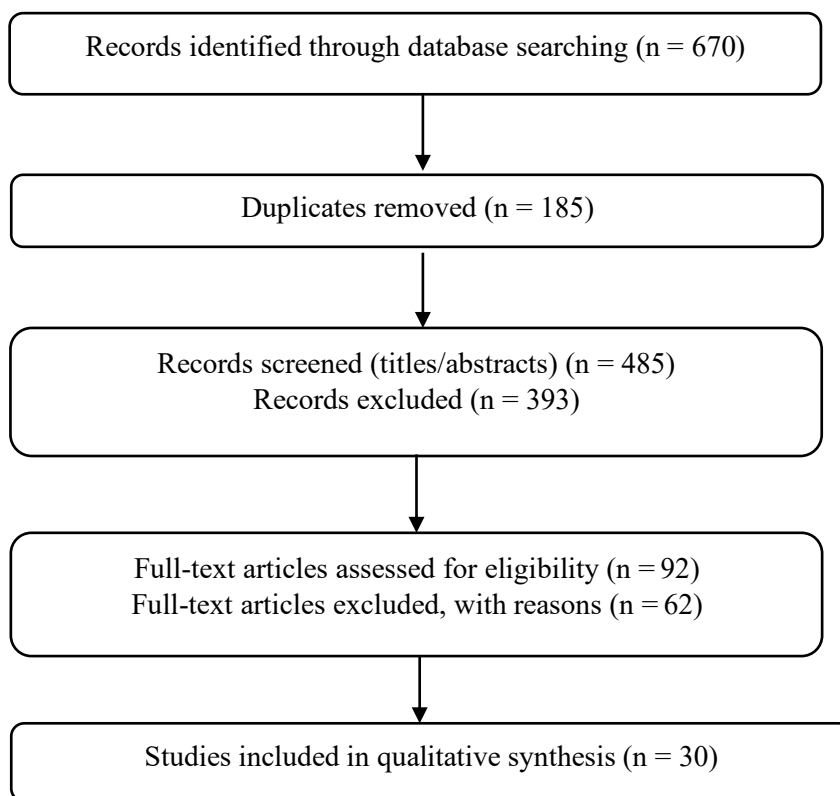 Records identified through database searching (n = 670)
Duplicates removed (n = 185)
Records screened (titles/abstracts) (n = 485)
Records excluded (n = 393)
Full-text articles assessed for eligibility (n = 92)
Full-text articles excluded, with reasons (n = 62)
Studies included in qualitative synthesis (n = 30)